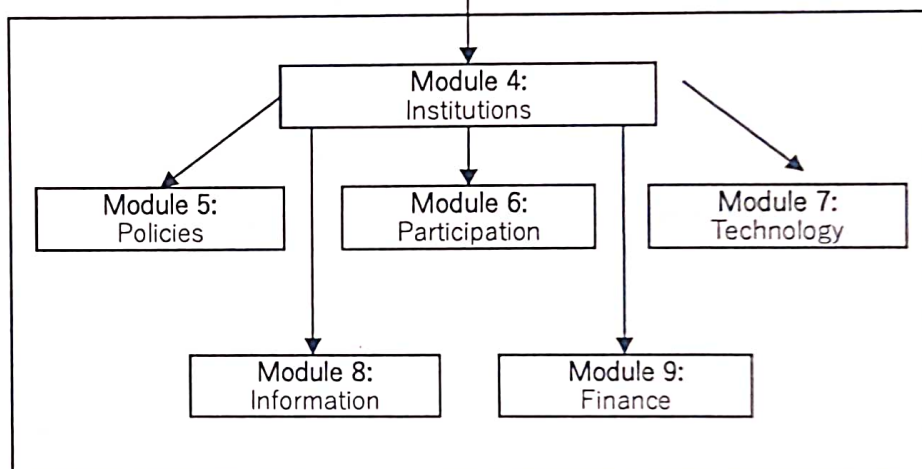 Module 4:
Institutions
Module 5:
Policies
Module 6:
Participation
Module 7:
Technology
Module 8:
Information
Module 9:
Finance